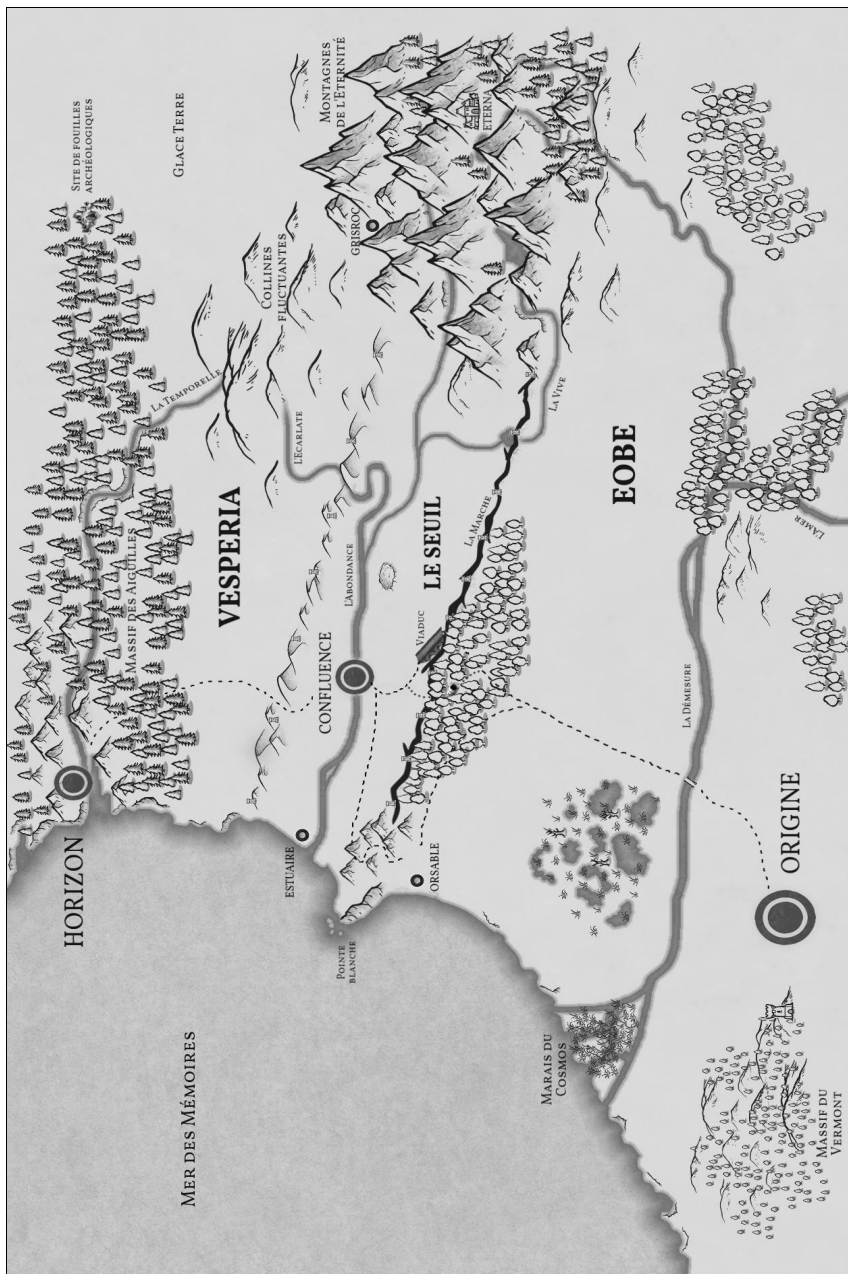 HORIZON
SITE DE FOUILLES
ARCHÉOLOGIQUES
MASSIF DES AIGUILLES
GLACE TERRE
LA TEMPORELLE
MER DES MÉMOIRES
VESPERIA
COLLINES
FLUCTUANTES
ESTUAIRE
L'ECARLATE
CONFLUENCE
MONTAGNES
DE L'ÉTERNITÉ
POINTE
BLANCHE
L'ABONDANCE
GRISROC
VIADUC
LE SEUIL
ORSABLE
LA MARCHE
ETERNA
MARAIS DU
COSMOS
LA VIVE
EOBE
LA DÉMESURE
ORIGINE
L'AMER
MASSIF DU
VERMONT